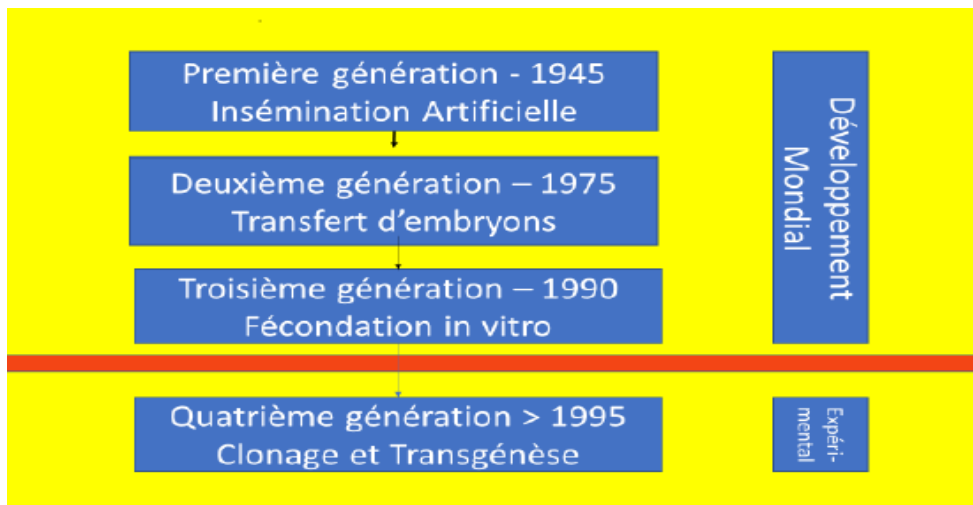 Première génération - 1945
Insémination Artificielle
Deuxième génération – 1975
Transfert d’embryons
Troisième génération – 1990
Fécondation in vitro
Quatrième génération > 1995
Clonage et Transgénèse
Développement
Mondial
Expéri-
mental